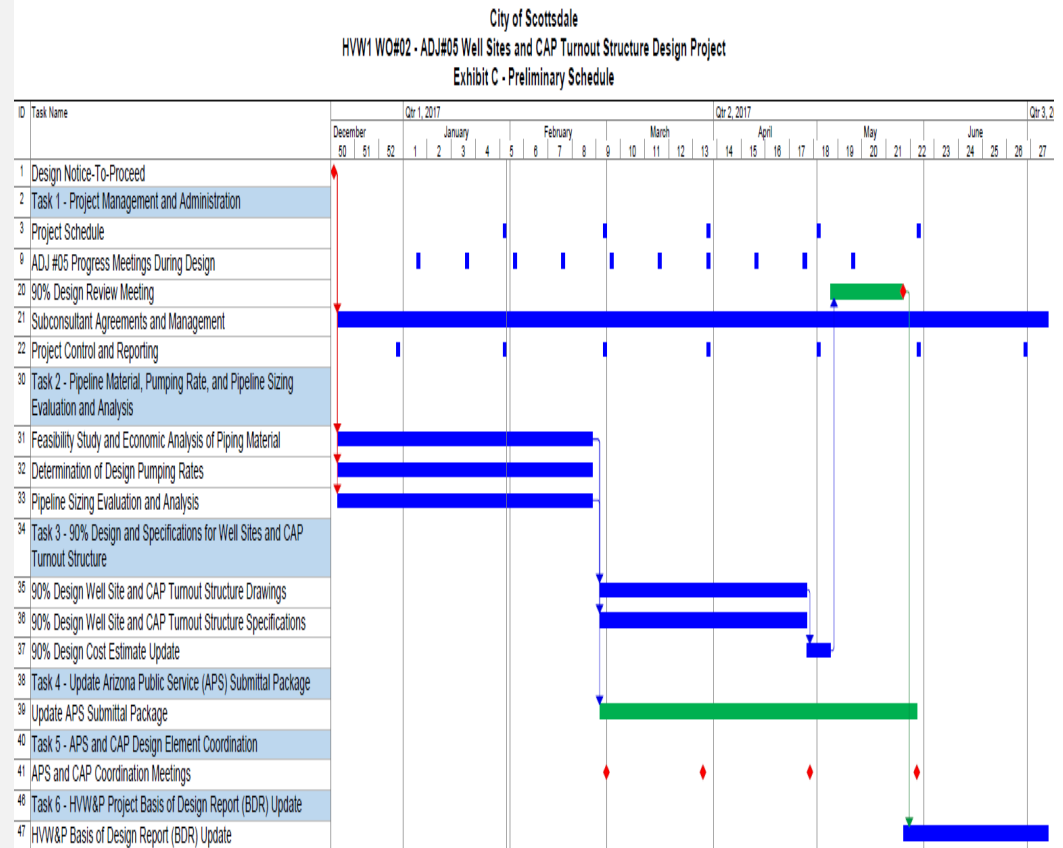 City of Scottsdale
HVW1 WO#02 - ADJ#05 Well Sites and CAP Turnout Structure Design Project
Exhibit C - Preliminary Schedule
ID Task Name
Qtr 1, 2017 Qtr 2, 2017 Qtr 3, 2
December January February March April May June
50 51 52 1 2 3 4 5 6 7 8 9 10 11 12 13 14 15 16 17 18 19 20 21 22 23 24 25 26 27
1 Design Notice-To-Proceed
2 Task 1 - Project Management and Administration
3 Project Schedule
9 ADJ #05 Progress Meetings During Design
20 90% Design Review Meeting
21 Subconsultant Agreements and Management
22 Project Control and Reporting
30 Task 2 - Pipeline Material, Pumping Rate, and Pipeline Sizing
Evaluation and Analysis
31 Feasibility Study and Economic Analysis of Piping Material
32 Determination of Design Pumping Rates
33 Pipeline Sizing Evaluation and Analysis
34 Task 3 - 90% Design and Specifications for Well Sites and CAP
Turnout Structure
35 90% Design Well Site and CAP Turnout Structure Drawings
36 90% Design Well Site and CAP Turnout Structure Specifications
37 90% Design Cost Estimate Update
38 Task 4 - Update Arizona Public Service (APS) Submittal Package
39 Update APS Submittal Package
40 Task 5 - APS and CAP Design Element Coordination
41 APS and CAP Coordination Meetings
46 Task 6 - HVW&P Project Basis of Design Report (BDR) Update
47 HVW&P Basis of Design Report (BDR) Update